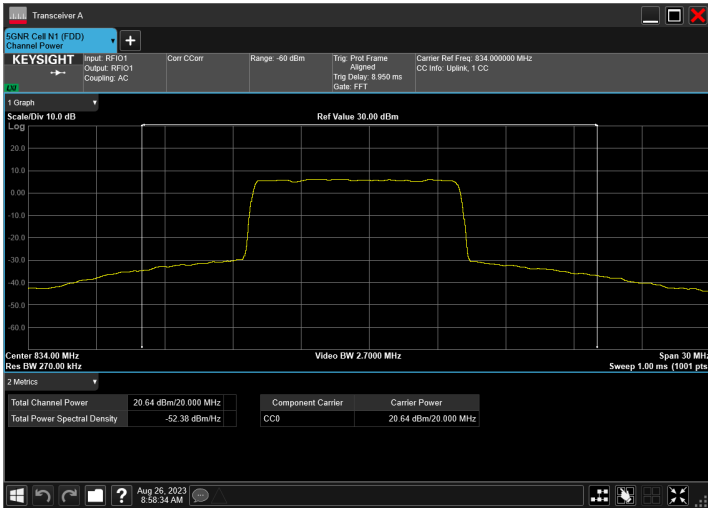 Transceiver A
5GNR Cell N1 (FDD)
Channel Power
KEYSIGHT
LXI
Input: RFIO1
Output: RFIO1
Coupling: AC
Corr CCorr
Range: -60 dBm
Trig: Prot Frame
Aligned
Trig Delay: 8.950 ms
Gate: FFT
Carrier Ref Freq: 834.000000 MHz
CC Info: Uplink, 1 CC
1 Graph
Scale/Div 10.0 dB
Ref Value 30.00 dBm
Log
20.0
10.0
0.00
-10.0
-20.0
-30.0
-40.0
-50.0
-60.0
Center 834.00 MHz
Video BW 2.7000 MHz
Span 30 MHz
Res BW 270.00 kHz
Sweep 1.00 ms (1001 pts
2 Metrics
Total Channel Power 20.64 dBm/20.000 MHz
Total Power Spectral Density -52.38 dBm/Hz
Component Carrier Carrier Power
CC0 20.64 dBm/20.000 MHz
Aug 26, 2023
8:58:34 AM